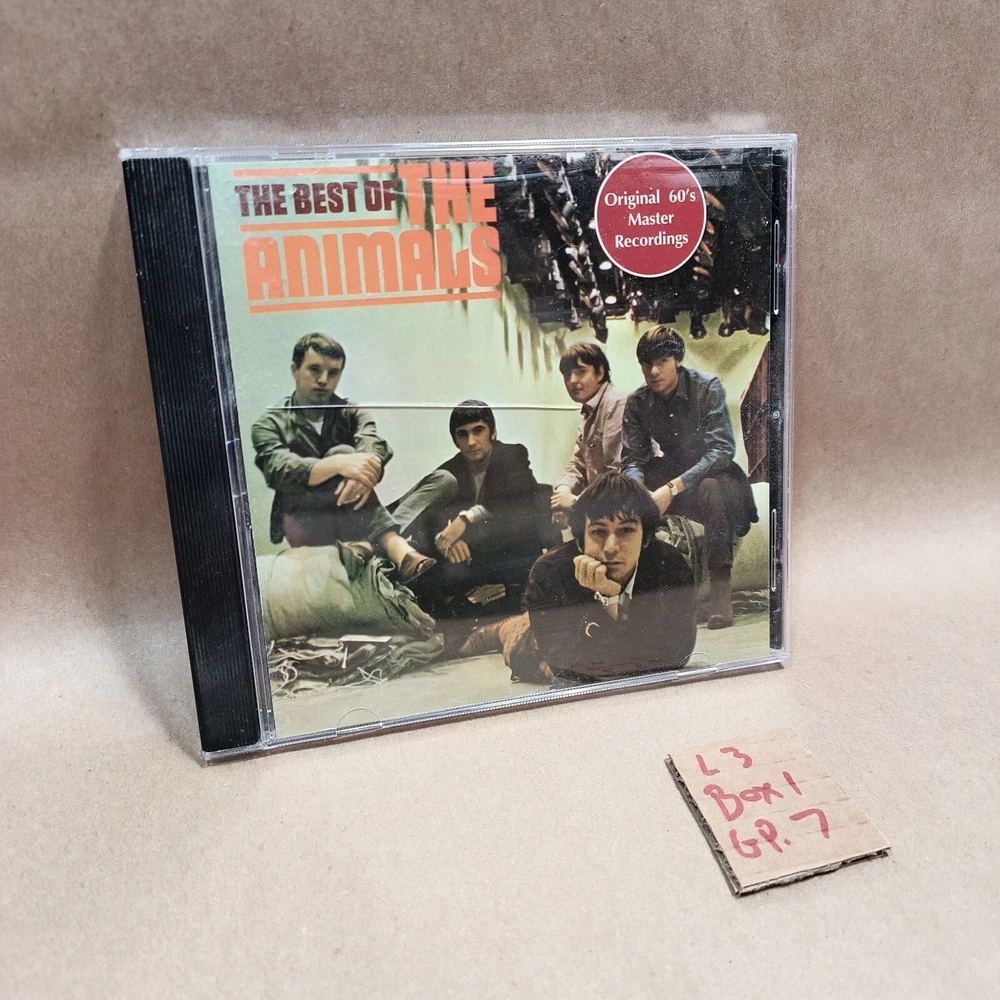 THE BEST OF THE
ANIMALS
Original 60's
Master
Recordings
L3
Box 1
GP. 7